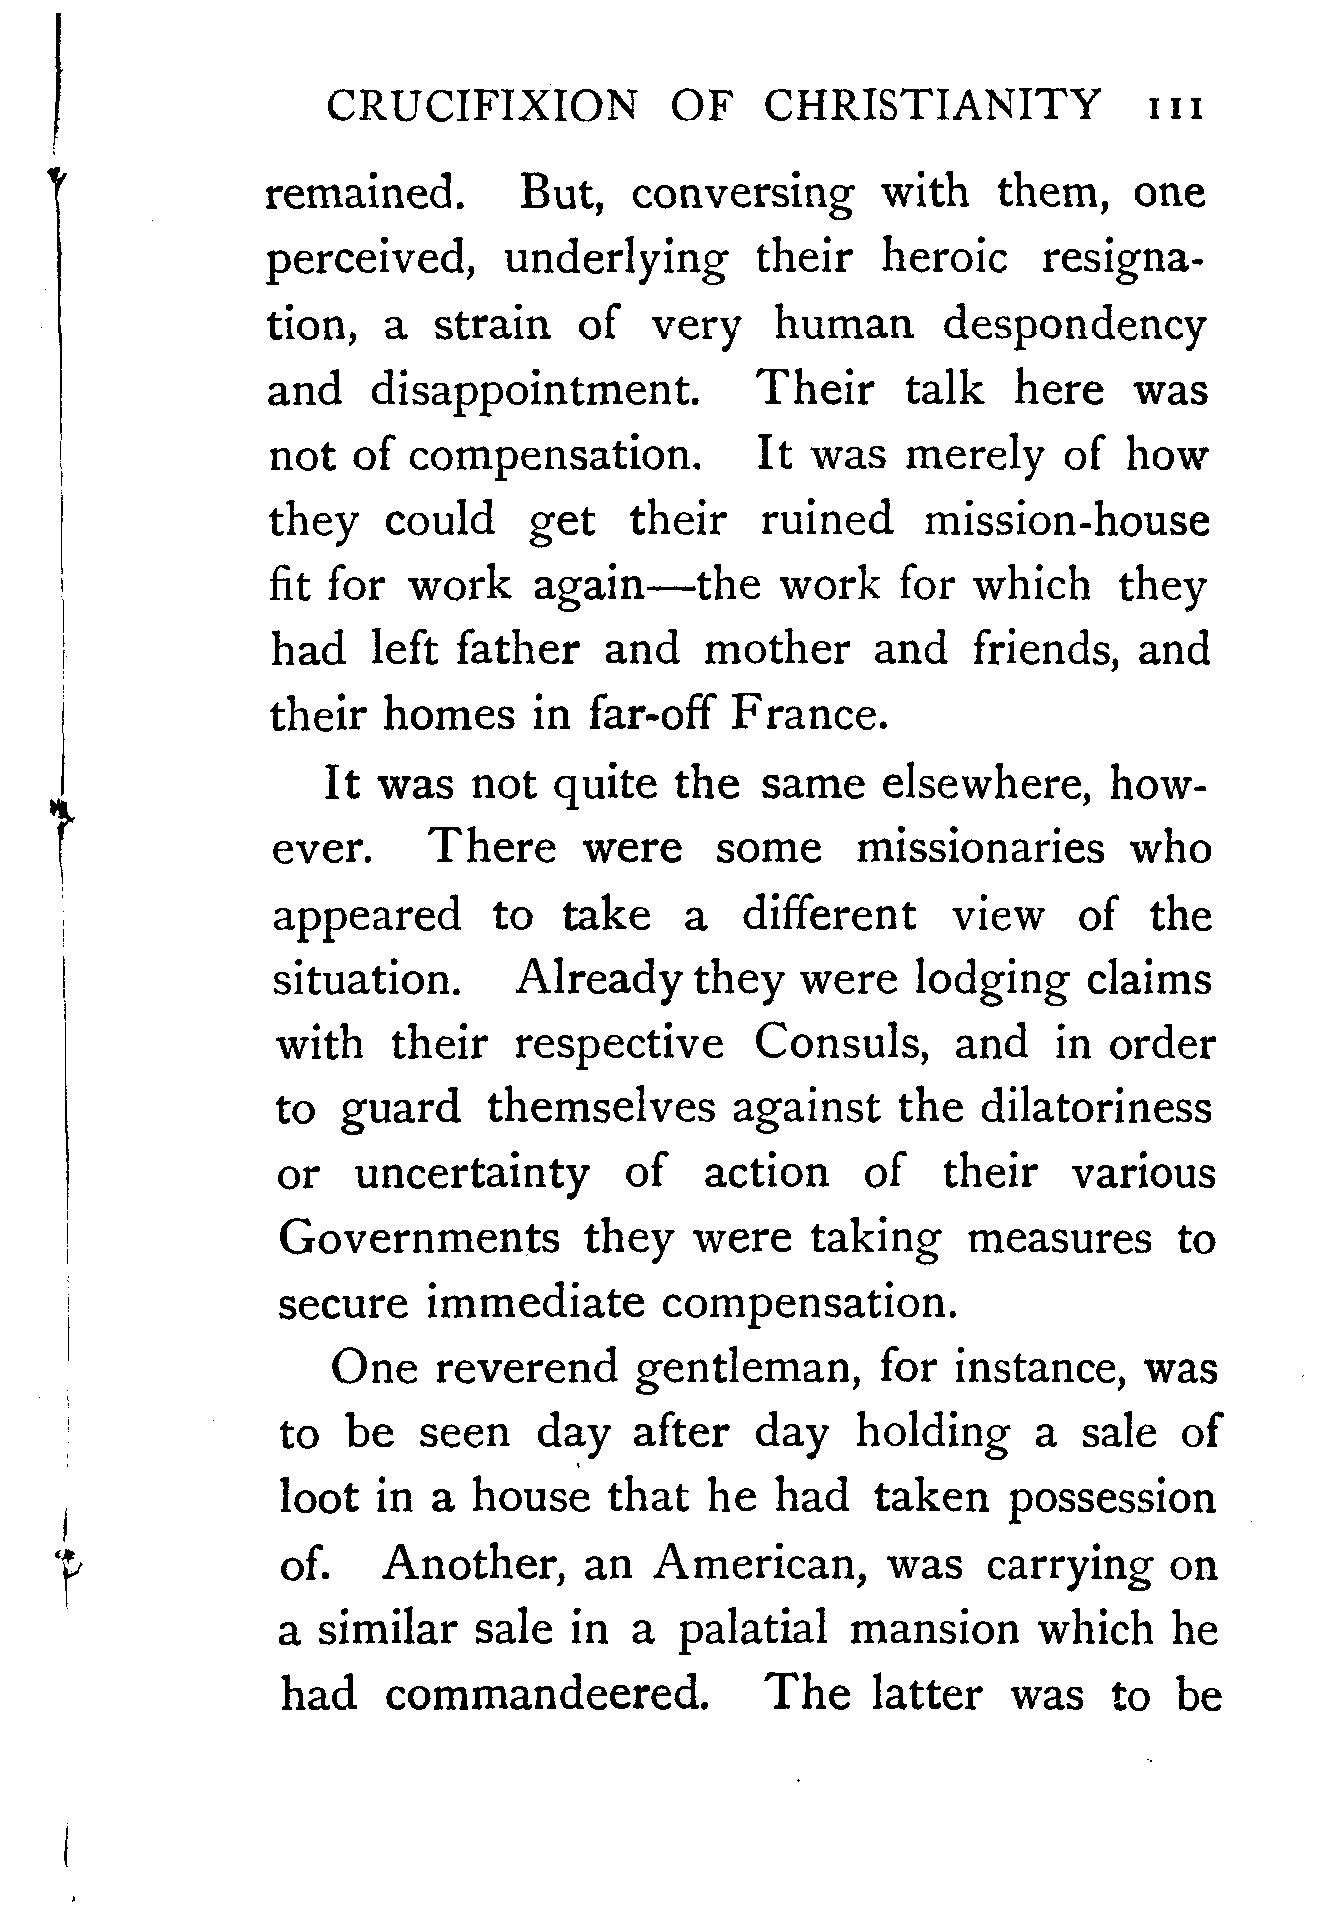 CRUCIFIXION OF CHRISTIANITY 111
remained. But, conversing with them, one
perceived, underlying their heroic resigna-
tion, a strain of very human despondency
and disappointment. Their talk here was
not of compensation. It was merely of how
they could get their ruined mission-house
fit for work again—the work for which they
had left father and mother and friends, and
their homes in far-off France.
It was not quite the same elsewhere, how-
ever. There were some missionaries who
appeared to take a different view of the
situation. Already they were lodging claims
with their respective Consuls, and in order
to guard themselves against the dilatoriness
or uncertainty of action of their various
Governments they were taking measures to
secure immediate compensation.
One reverend gentleman, for instance, was
to be seen day after day holding a sale of
loot in a house that he had taken possession
of. Another, an American, was carrying on
a similar sale in a palatial mansion which he
had commandeered. The latter was to be